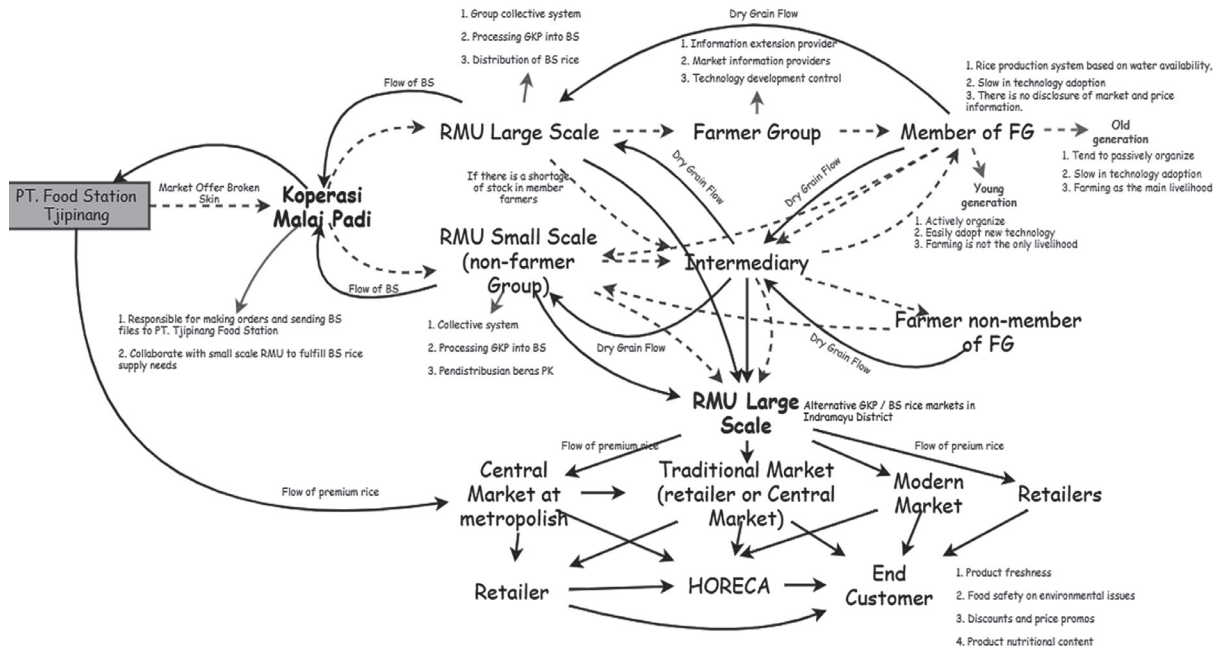 1. Group collective system
2. Processing GKP into BS
3. Distribution of BS rice
Dry Grain Flow
1. Information extension provider
2. Market information providers
3. Technology development control
1. Rice production system based on water availability,
2. Slow in technology adoption
3. There is no disclosure of market and price
information.
Flow of BS
RMU Large Scale
Farmer Group
Member of FG
Old
generation
1. Tend to passively organize
2. Slow in technology adoption
3. Farming as the main livelihood
Young
generation
1. Actively organize
2. Easily adopt new technology
3. Farming is not the only livelihood
If there is a shortage
of stock in member
farmers
Dry Grain Flow
Dry Grain Flow
PT. Food Station
Tjipinang
Market Offer Broken
Skin
Koperasi
Malai Padi
RMU Small Scale
(non-farmer
Group)
Intermediary
Flow of BS
1. Responsible for making orders and sending BS
files to PT. Tjipinang Food Station
2. Collaborate with small scale RMU to fulfill BS rice
supply needs
1. Collective system
2. Processing GKP into BS
3. Pendistribusian beras PK
Dry Grain Flow
Farmer non-member
of FG
Dry Grain Flow
RMU Large
Scale
Alternative GKP / BS rice markets in
Indramayu District
Flow of premium rice
Flow of preium rice
Flow of premium rice
Central
Market at
metropolish
Traditional Market
(retailer or Central
Market)
Modern
Market
Retailers
Retailer
HORECA
End
Customer
1. Product freshness
2. Food safety on environmental issues
3. Discounts and price promos
4. Product nutritional content